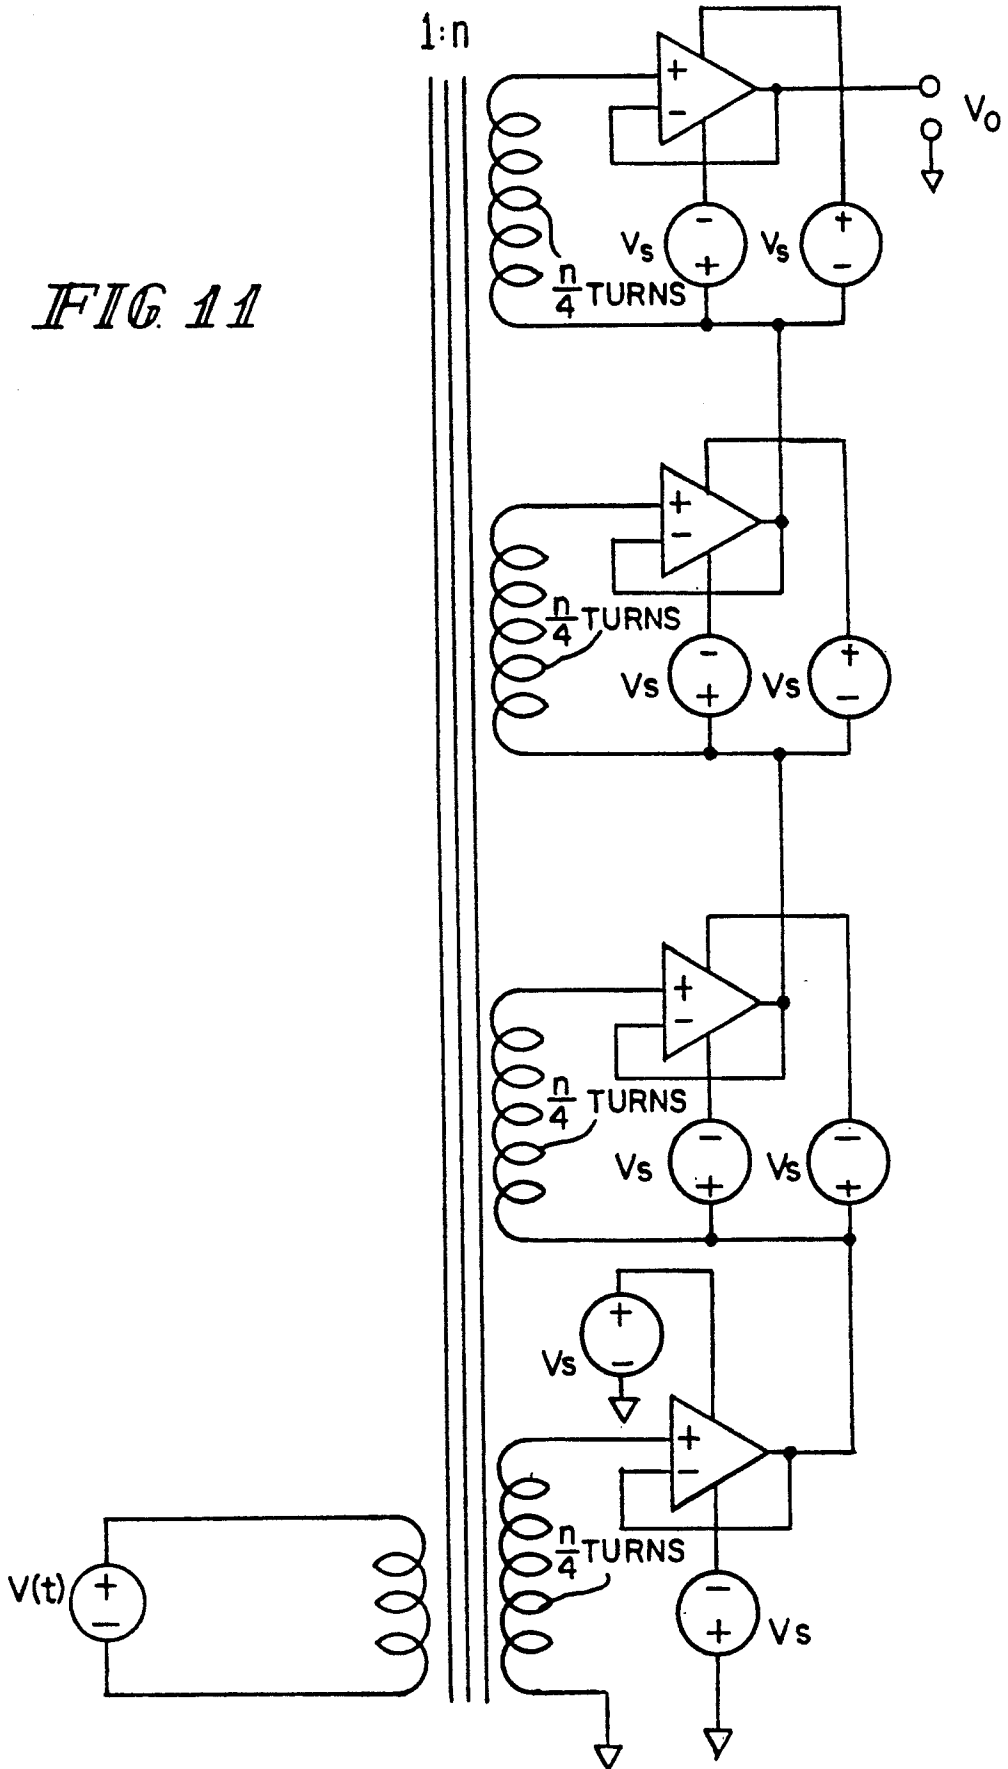 1:n
+
−
V₀
−
+
Vs
Vs
+
−
n/4 TURNS
FIG. 11
+
−
n/4 TURNS
−
+
Vs
Vs
+
−
+
−
n/4 TURNS
−
+
Vs
Vs
−
+
+
−
Vs
+
−
n/4 TURNS
V(t)
+
−
−
+
Vs